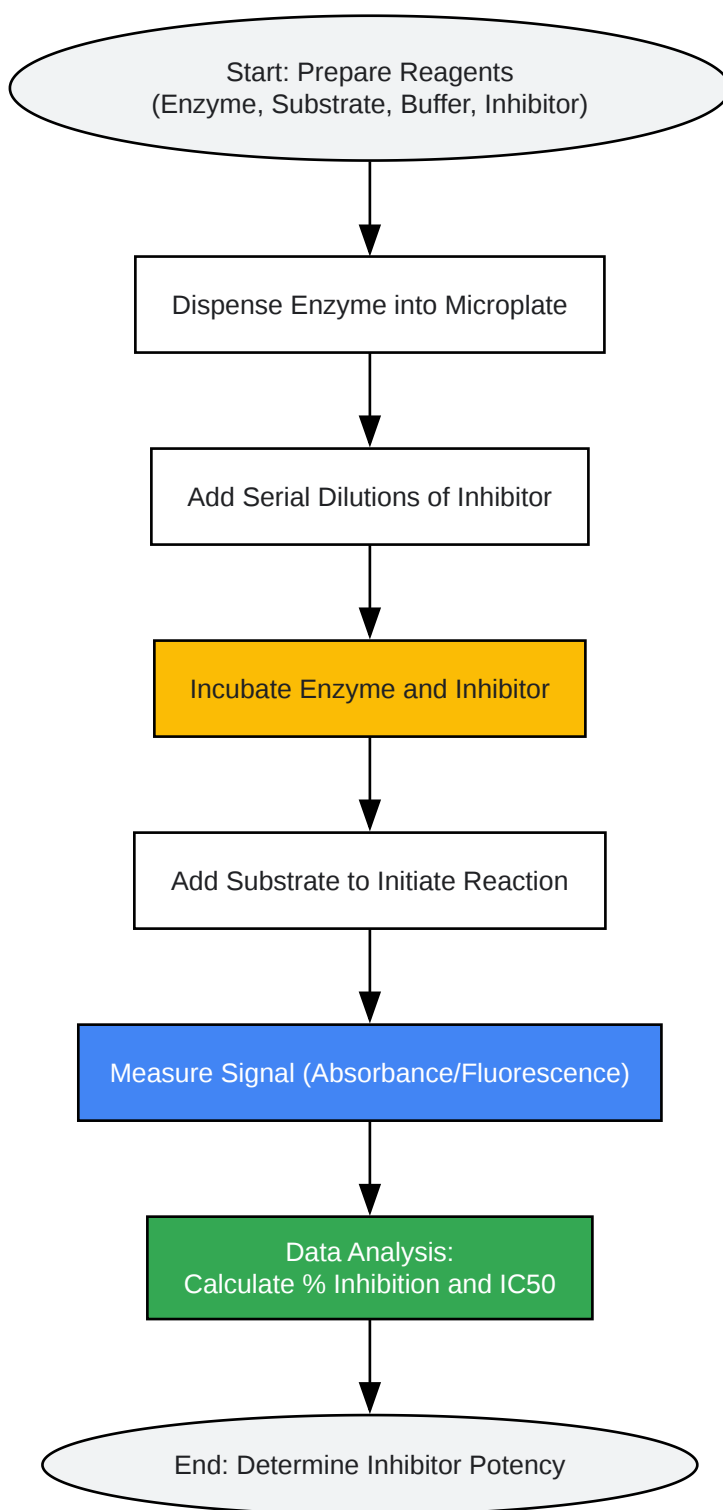 Start: Prepare Reagents
(Enzyme, Substrate, Buffer, Inhibitor)
Dispense Enzyme into Microplate
Add Serial Dilutions of Inhibitor
Incubate Enzyme and Inhibitor
Add Substrate to Initiate Reaction
Measure Signal (Absorbance/Fluorescence)
Data Analysis:
Calculate % Inhibition and IC50
End: Determine Inhibitor Potency